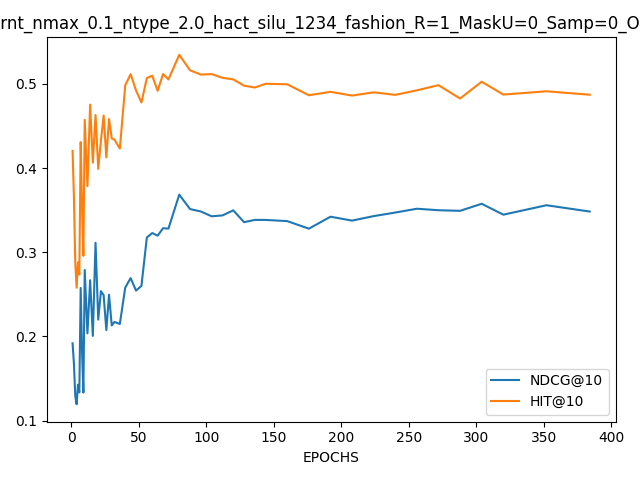 rnt_nmax_0.1_ntype_2.0_hact_silu_1234_fashion_R=1_MaskU=0_Samp=0_O
0.5
0.4
0.3
0.2
0.1
NDCG@10
HIT@10
0 50 100 150 200 250 300 350 400
EPOCHS